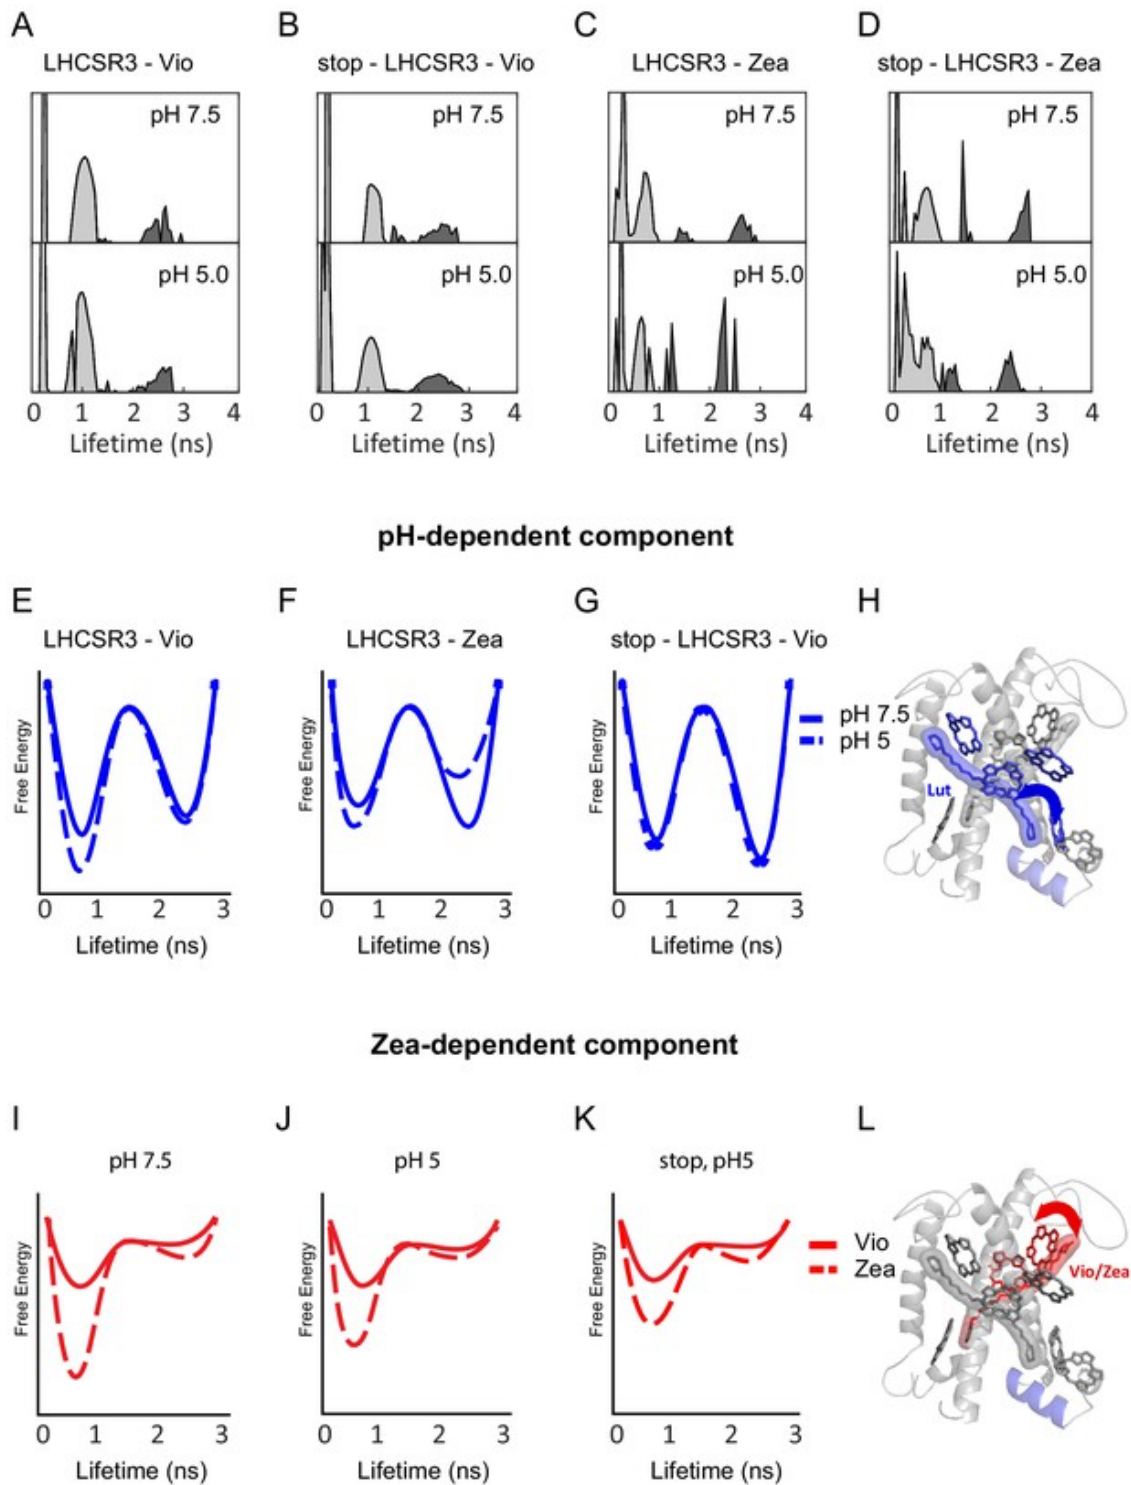 A
B
C
D
LHCSR3 - Vio
stop - LHCSR3 - Vio
LHCSR3 - Zea
stop - LHCSR3 - Zea
pH 7.5
pH 7.5
pH 7.5
pH 7.5
pH 5.0
pH 5.0
pH 5.0
pH 5.0
0 1 2 3 4
0 1 2 3 4
0 1 2 3 4
0 1 2 3 4
Lifetime (ns)
Lifetime (ns)
Lifetime (ns)
Lifetime (ns)
pH-dependent component
E
F
G
H
LHCSR3 - Vio
LHCSR3 - Zea
stop - LHCSR3 - Vio
Free Energy
Free Energy
Free Energy
pH 7.5
pH 5
Lut
0 1 2 3
0 1 2 3
0 1 2 3
Lifetime (ns)
Lifetime (ns)
Lifetime (ns)
Zea-dependent component
I
J
K
L
pH 7.5
pH 5
stop, pH5
Free Energy
Free Energy
Free Energy
Vio
Zea
Vio/Zea
0 1 2 3
0 1 2 3
0 1 2 3
Lifetime (ns)
Lifetime (ns)
Lifetime (ns)